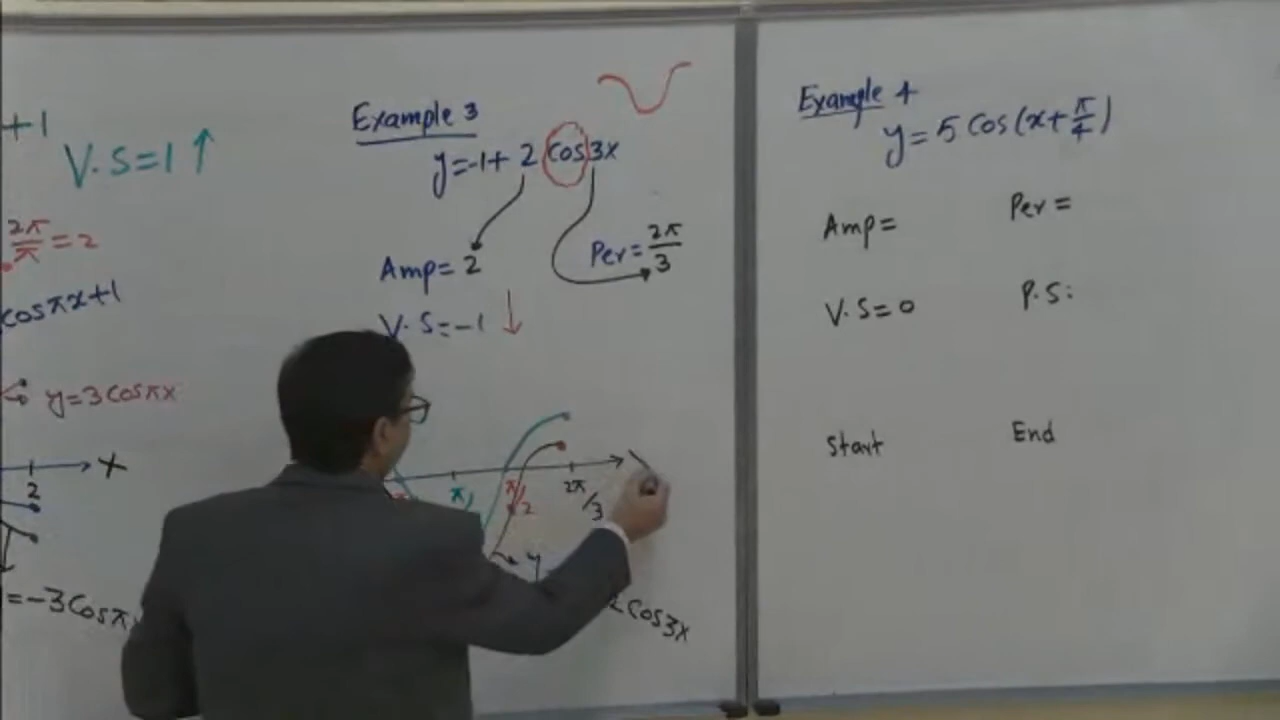 +1
V.S=1↑
2π/π=2
cosπx+1
y=3cosπx
x
2
=-3cosπ
Example 3
y=-1+2cos3x
Amp=2
Per=2π/3
V.S=-1↓
π/2
2π/3
y
2cos3x
Example 4
y=5cos(x+π/4)
Amp=
Per=
V.S=0
P.S:
Start
End